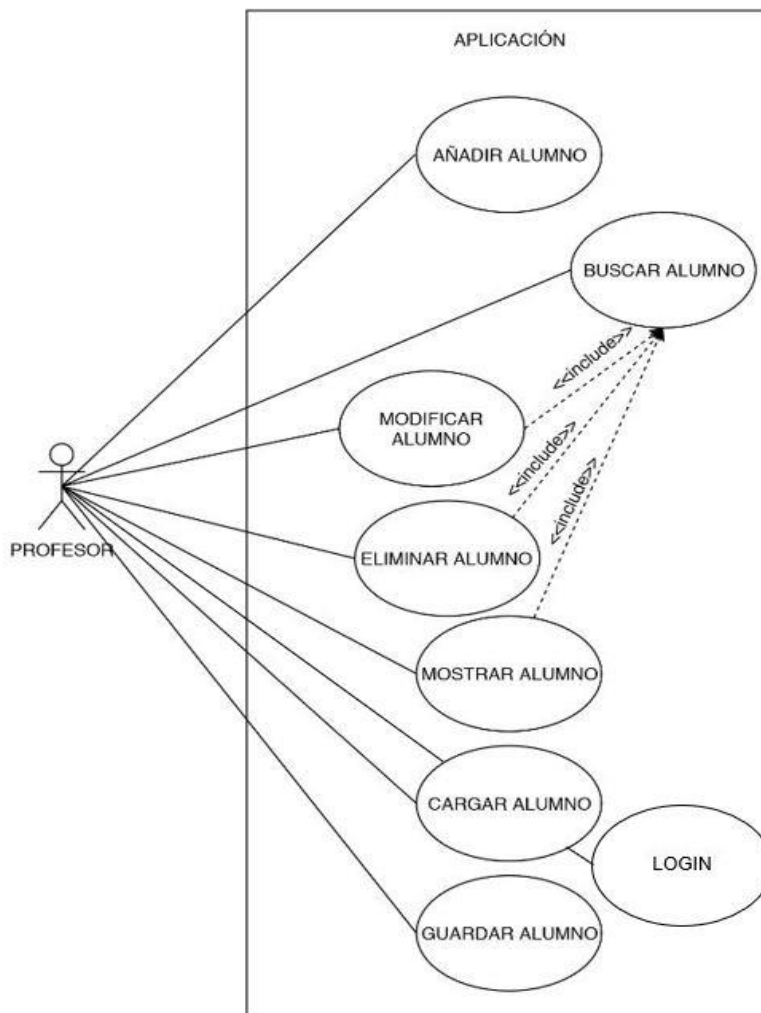 APLICACIÓN
AÑADIR ALUMNO
BUSCAR ALUMNO
<<include>>
MODIFICAR
ALUMNO
<<include>>
<<include>>
PROFESOR
ELIMINAR ALUMNO
MOSTRAR ALUMNO
CARGAR ALUMNO
LOGIN
GUARDAR ALUMNO